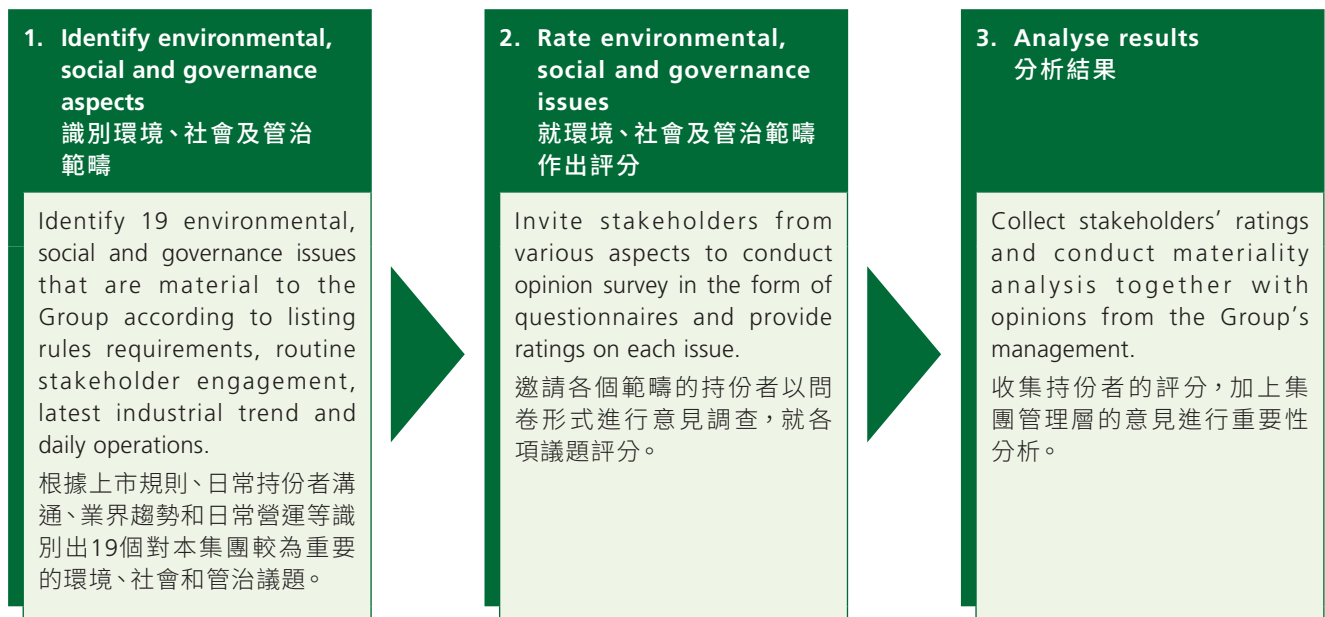 1. Identify environmental,
social and governance
aspects
識別環境、社會及管治
範疇
Identify 19 environmental,
social and governance issues
that are material to the
Group according to listing
rules requirements, routine
stakeholder engagement,
latest industrial trend and
daily operations.
根據上市規則、日常持份者溝
通、業界趨勢和日常營運等識
別出19個對本集團較為重要
的環境、社會和管治議題。
2. Rate environmental,
social and governance
issues
就環境、社會及管治範疇
作出評分
Invite stakeholders from
various aspects to conduct
opinion survey in the form of
questionnaires and provide
ratings on each issue.
邀請各個範疇的持份者以問
卷形式進行意見調查，就各
項議題評分。
3. Analyse results
分析結果
Collect stakeholders’ ratings
and conduct materiality
analysis together with
opinions from the Group’s
management.
收集持份者的評分，加上集
團管理層的意見進行重要性
分析。